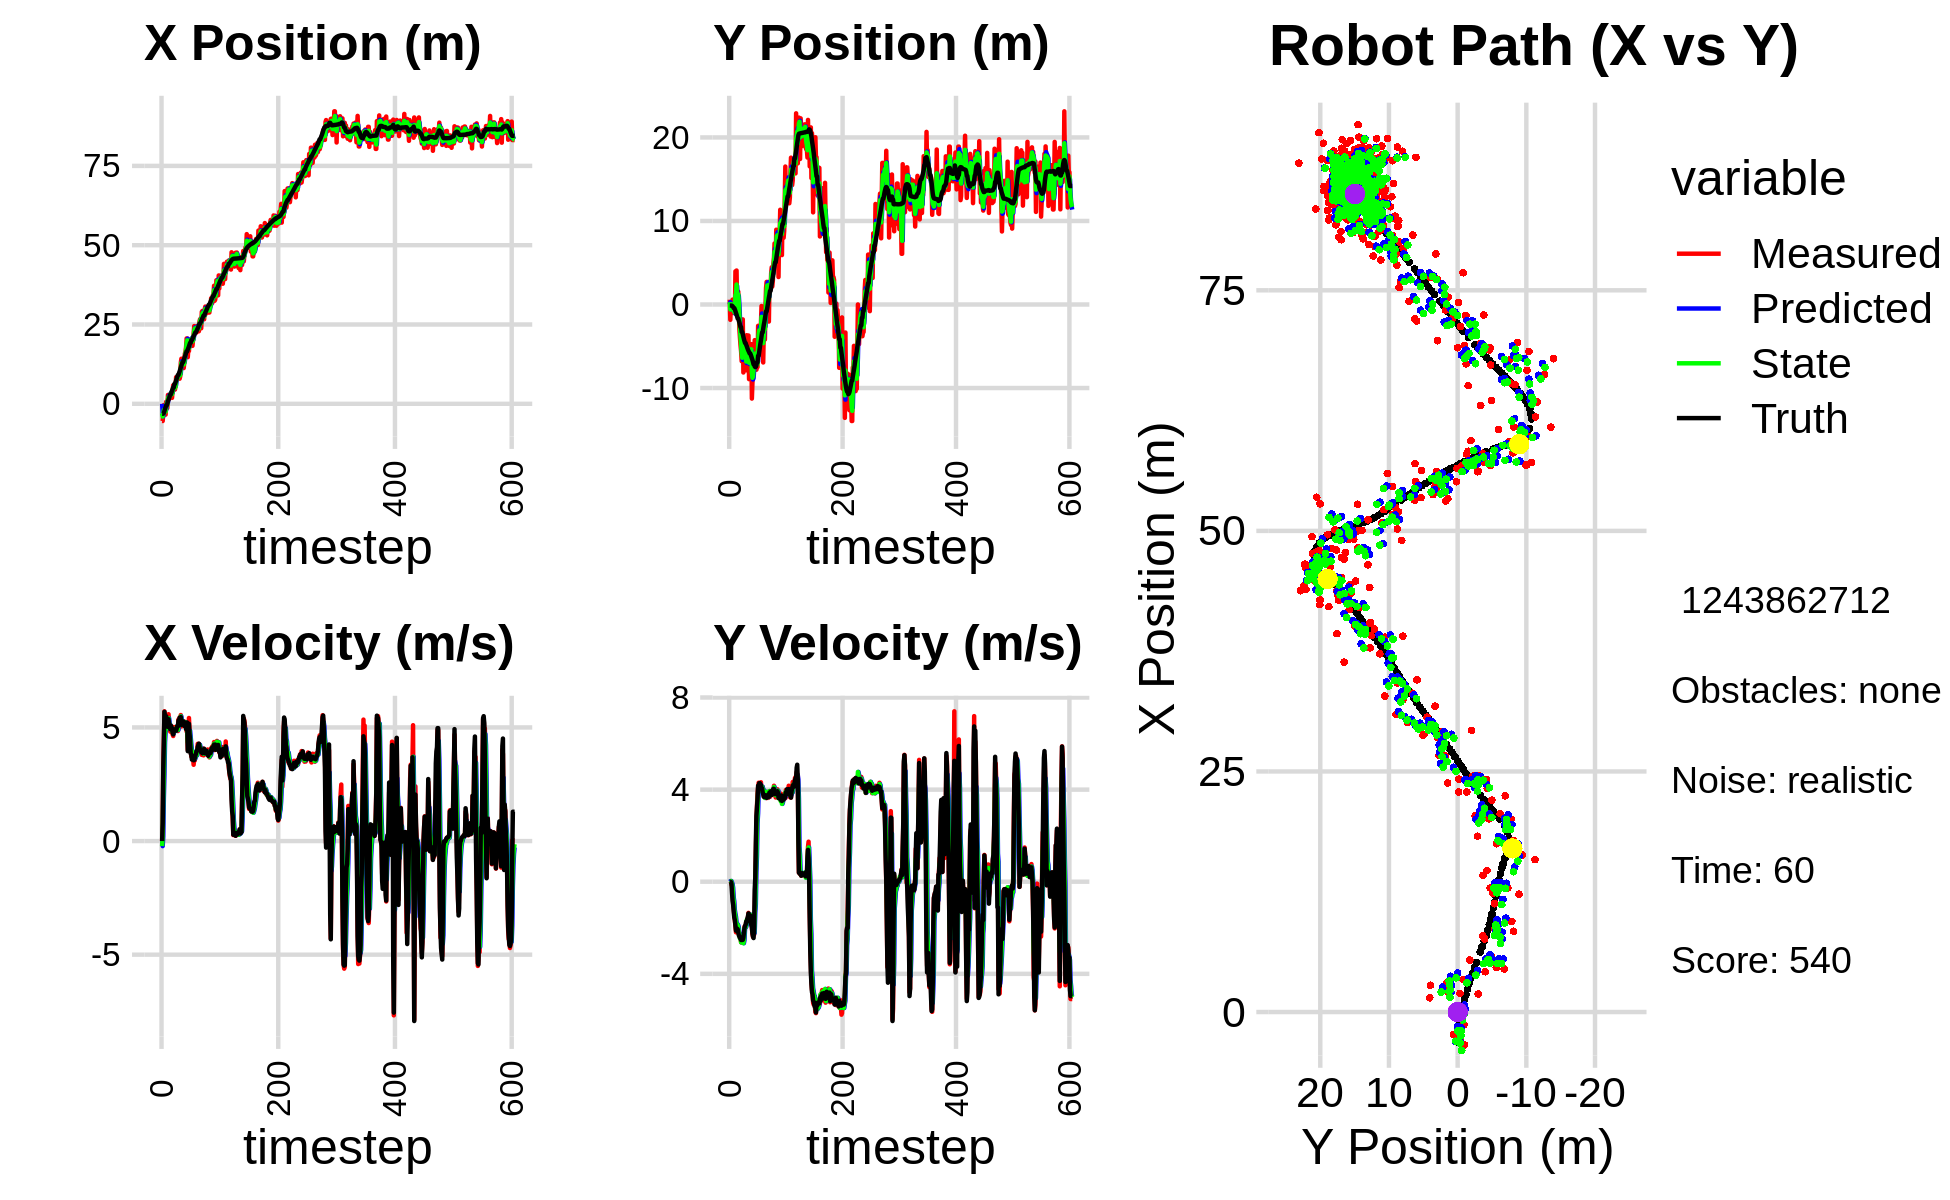 X Position (m)
75
50
25
0
0
200
400
600
timestep
Y Position (m)
20
10
0
-10
0
200
400
600
timestep
X Velocity (m/s)
5
0
-5
0
200
400
600
timestep
Y Velocity (m/s)
8
4
0
-4
0
200
400
600
timestep
Robot Path (X vs Y)
X Position (m)
75
50
25
0
20
10
0
-10
-20
Y Position (m)
variable
Measured
Predicted
State
Truth
1243862712
Obstacles: none
Noise: realistic
Time: 60
Score: 540